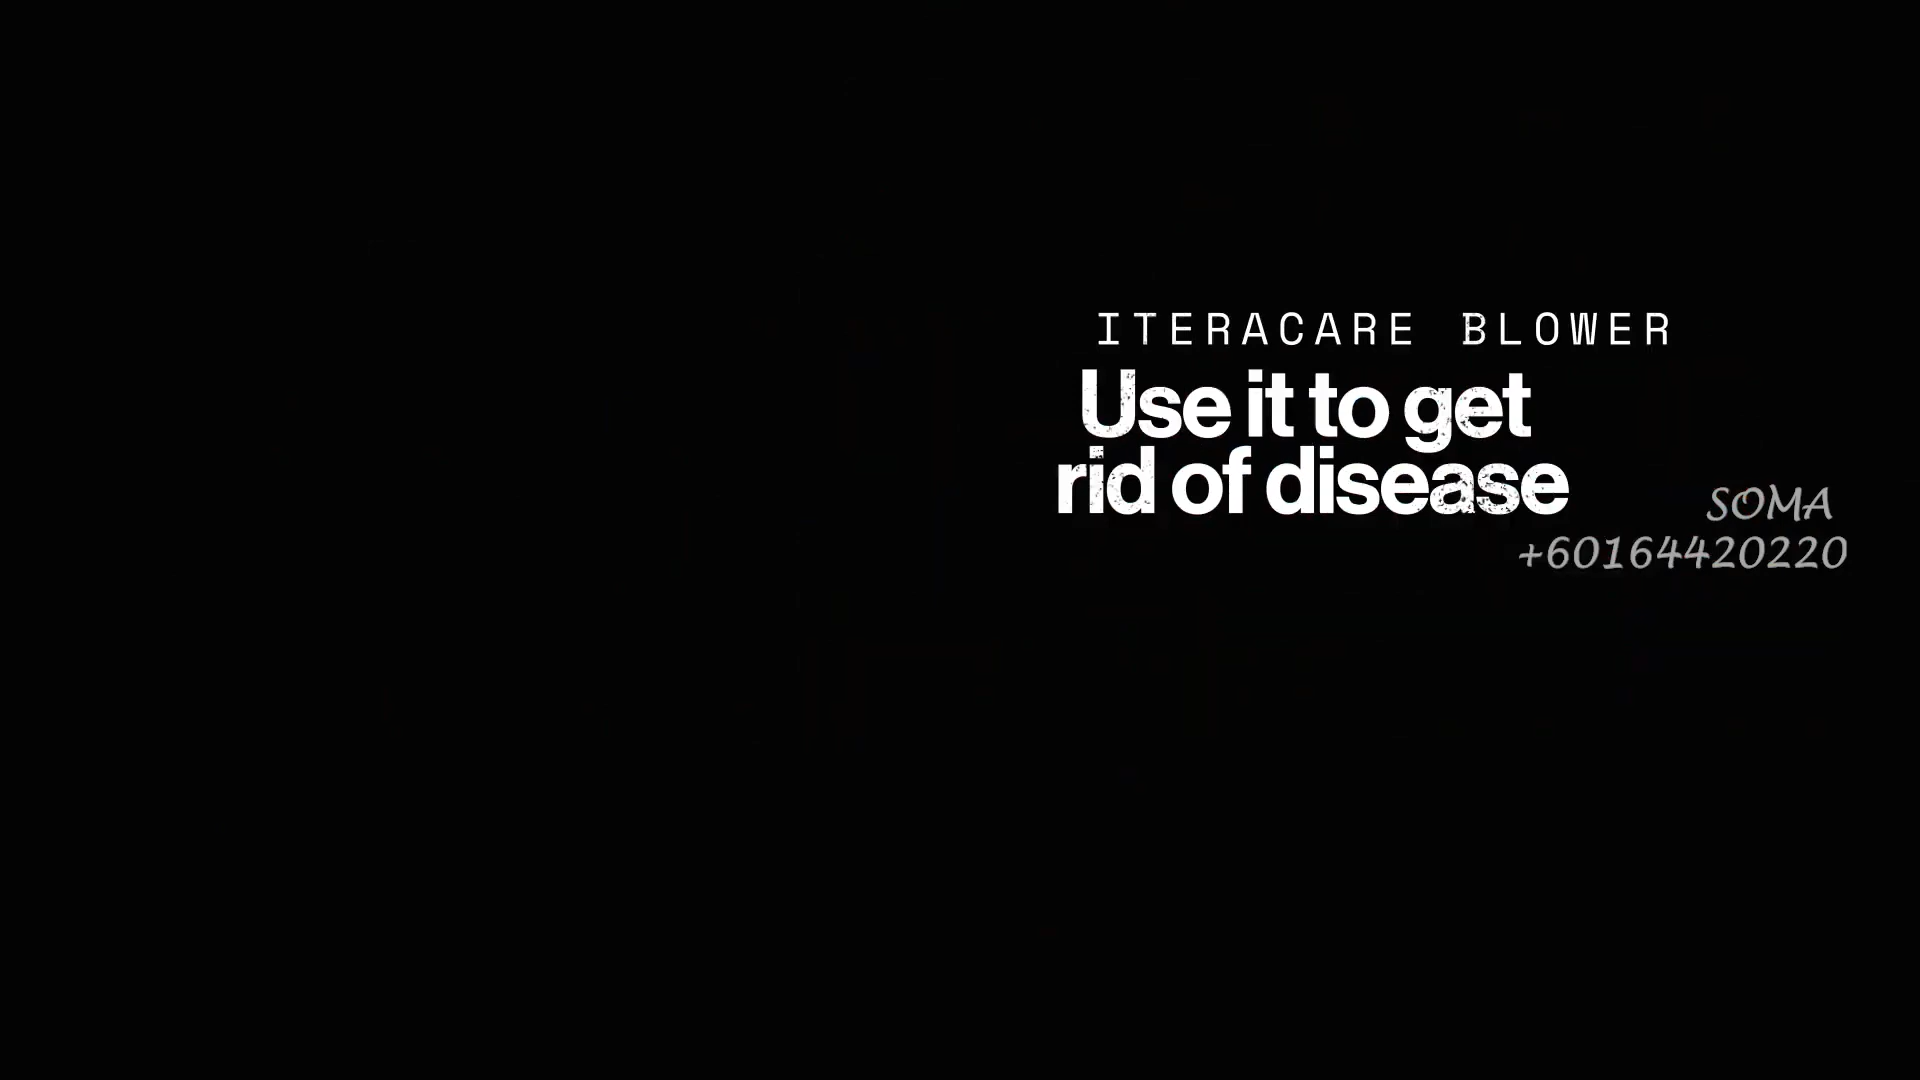 ITERACARE BLOWER
Use it to get
rid of disease
SOMA
+60164420220